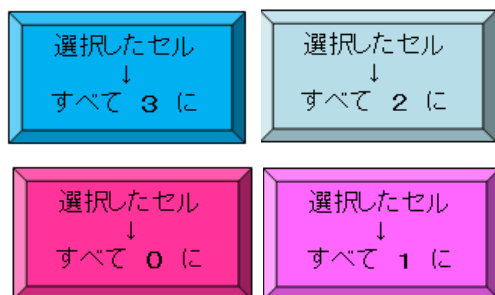 選択したセル
↓
すべて 3 に
選択したセル
↓
すべて 2 に
選択したセル
↓
すべて 0 に
選択したセル
↓
すべて 1 に